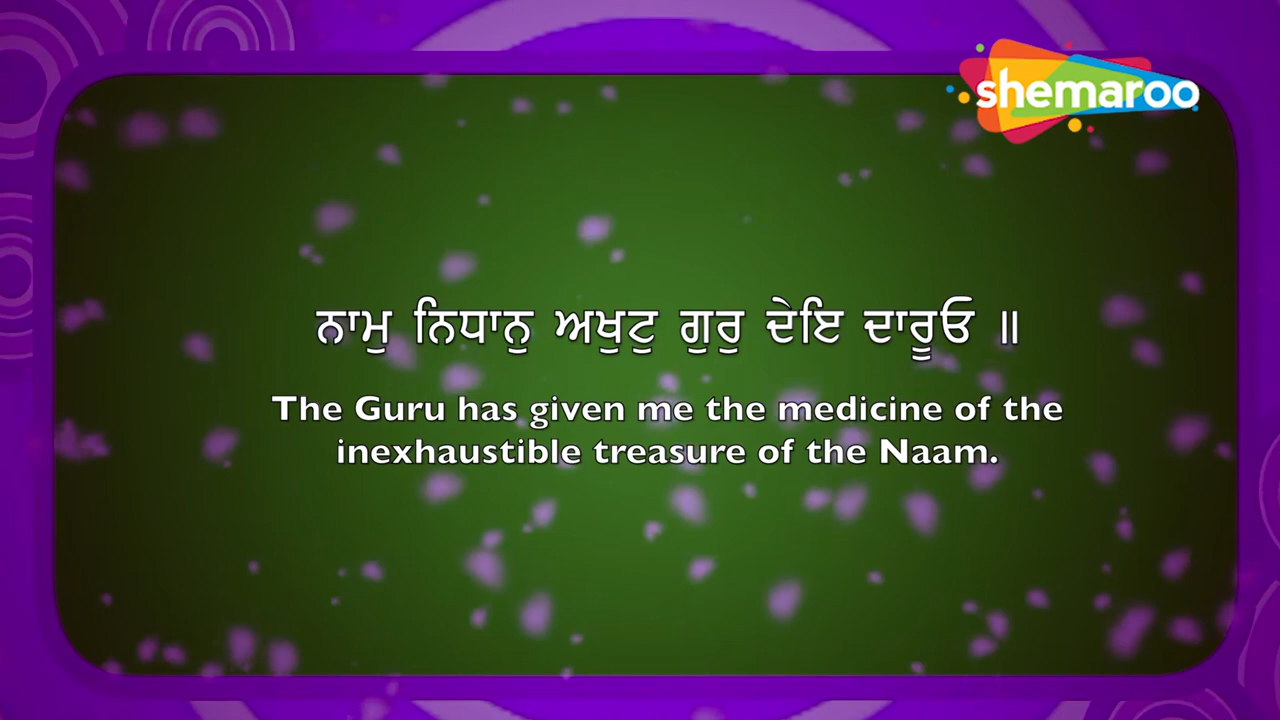 shemaroo
ਨਾਮੁ ਨਿਧਾਨੁ ਅਖੁਟੁ ਗੁਰੁ ਦੇਇ ਦਾਰੂਓ ॥
The Guru has given me the medicine of the
inexhaustible treasure of the Naam.